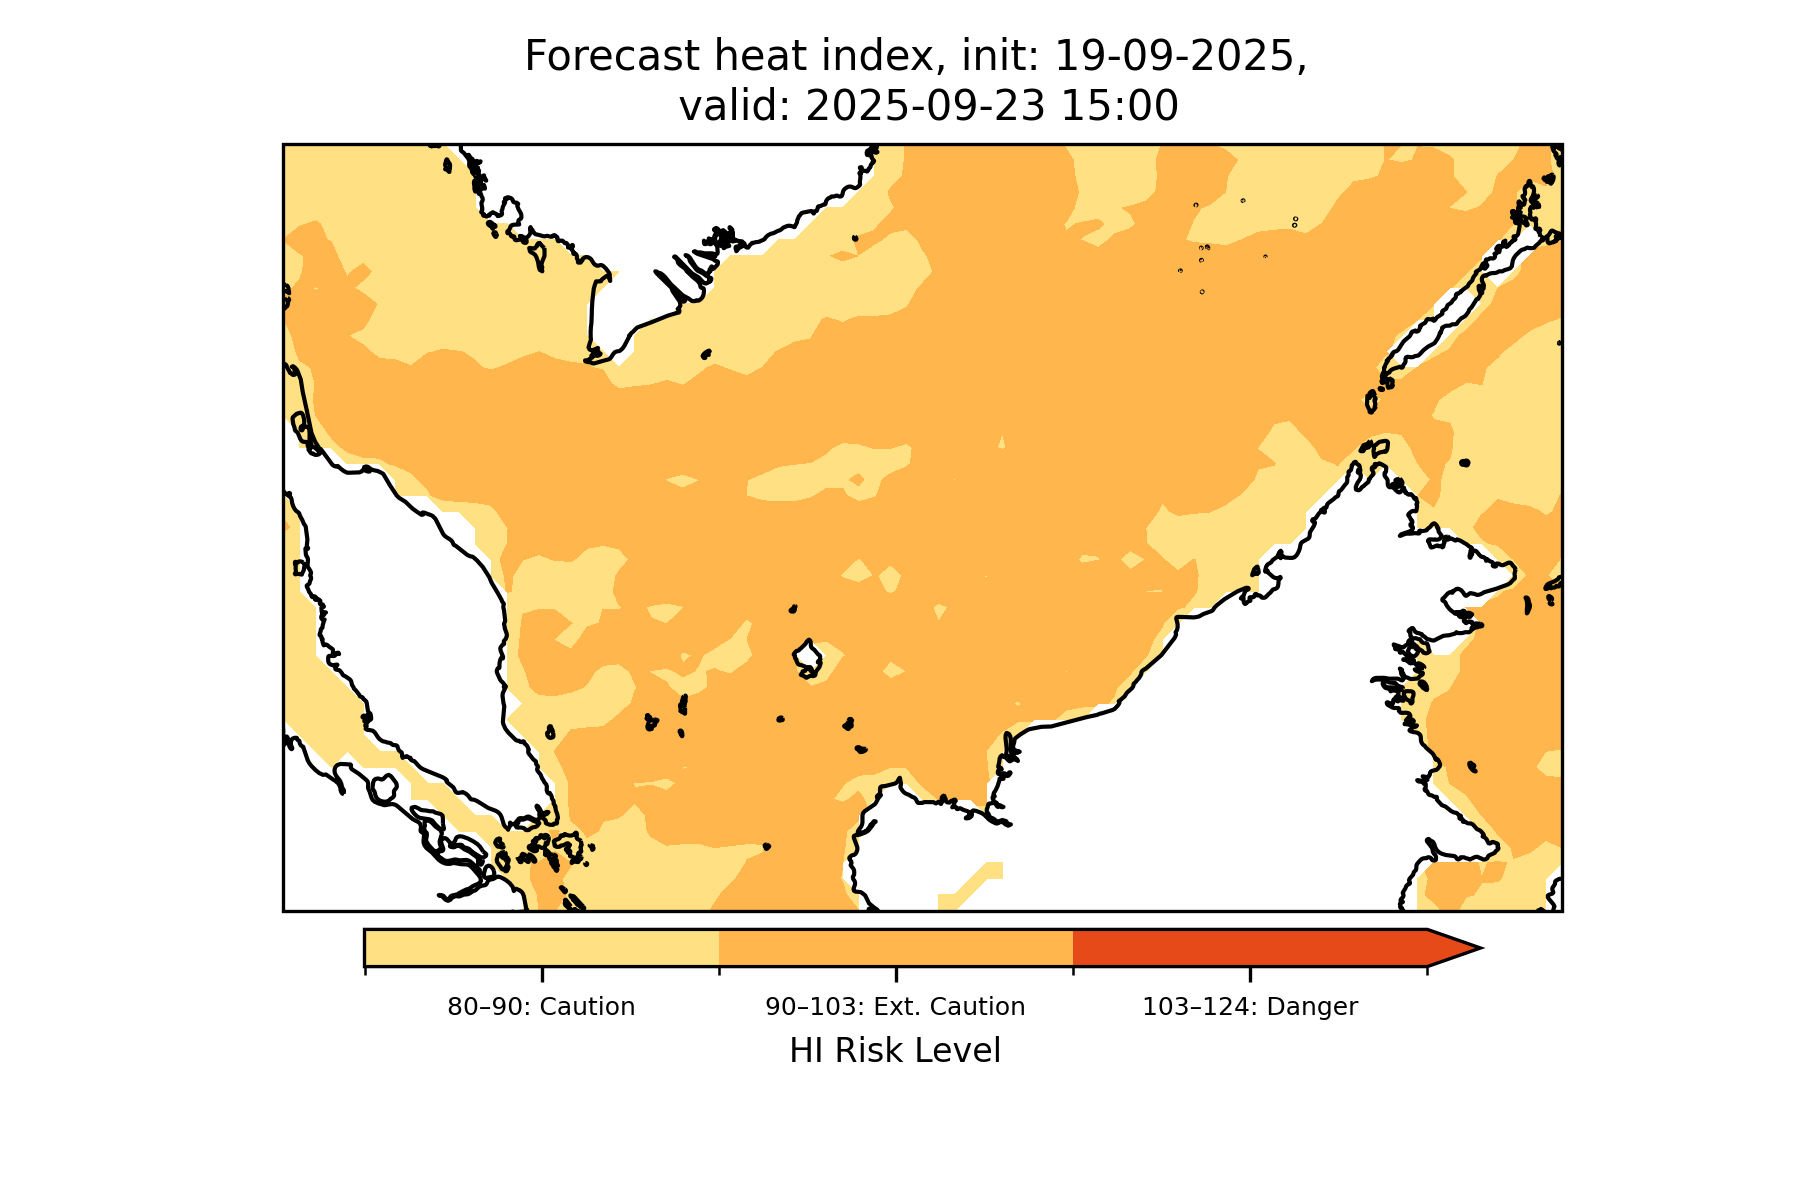 Forecast heat index, init: 19-09-2025,
valid: 2025-09-23 15:00
80–90: Caution
90–103: Ext. Caution
103–124: Danger
HI Risk Level